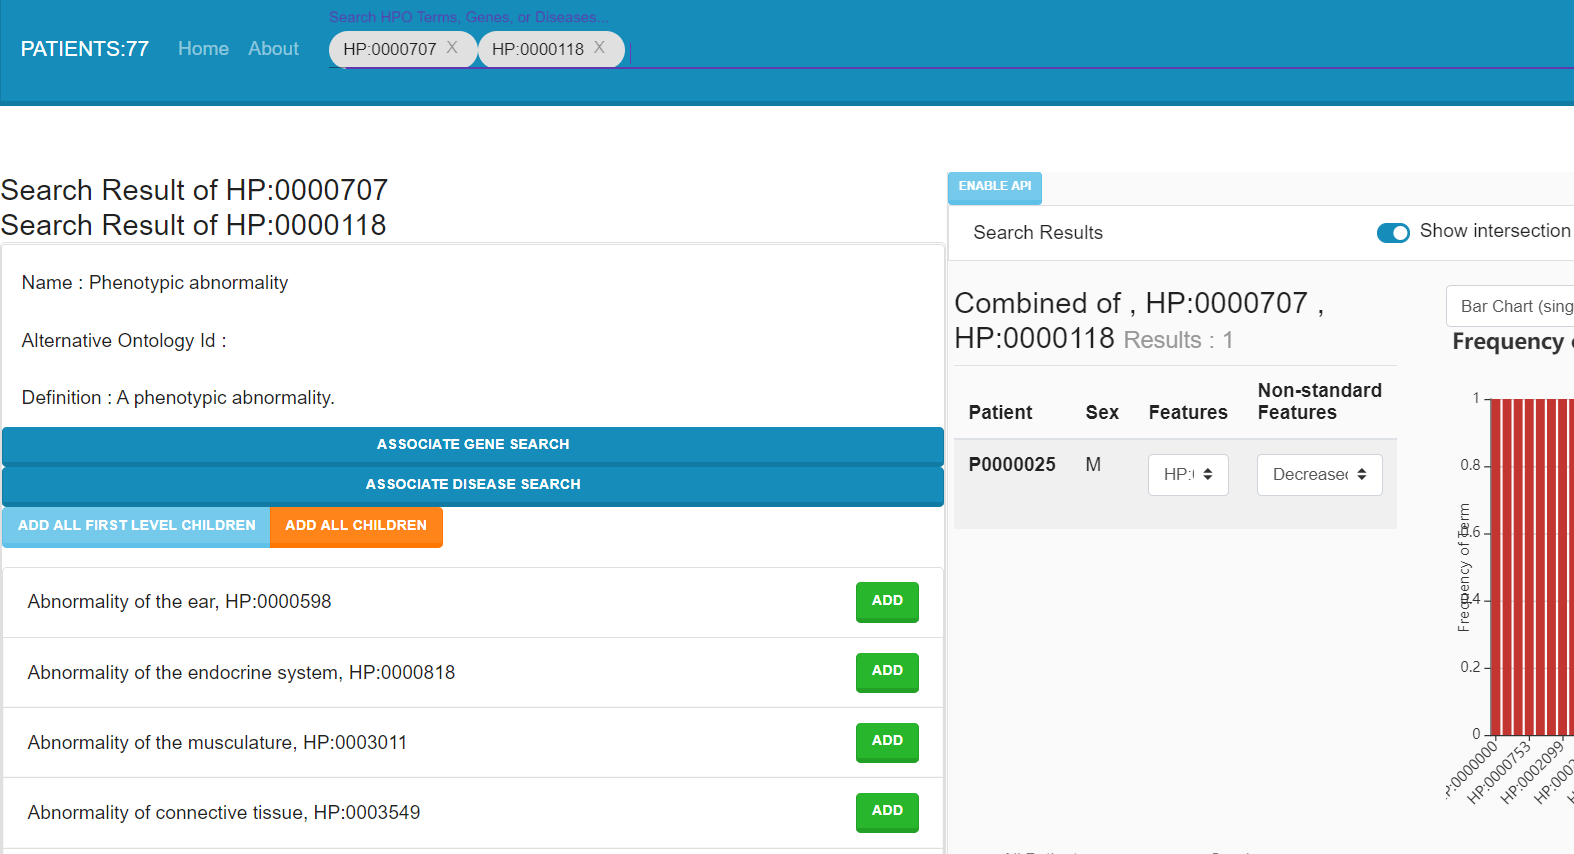 PATIENTS:77 Home About
Search HPO Terms, Genes, or Diseases...
HP:0000707 X HP:0000118 X
Search Result of HP:0000707
Search Result of HP:0000118
Name : Phenotypic abnormality
Alternative Ontology Id :
Definition : A phenotypic abnormality.
ASSOCIATE GENE SEARCH
ASSOCIATE DISEASE SEARCH
ADD ALL FIRST LEVEL CHILDREN ADD ALL CHILDREN
Abnormality of the ear, HP:0000598 ADD
Abnormality of the endocrine system, HP:0000818 ADD
Abnormality of the musculature, HP:0003011 ADD
Abnormality of connective tissue, HP:0003549 ADD
ENABLE API
Search Results Show intersection
Combined of , HP:0000707 ,
HP:0000118 Results : 1
Patient Sex Features Non-standard Features
P0000025 M HP: Decreased
Bar Chart (sing
Frequency
Frequency of Term
1
0.8
0.6
0.4
0.2
0
P:0000000
HP:0000753
HP:0002099